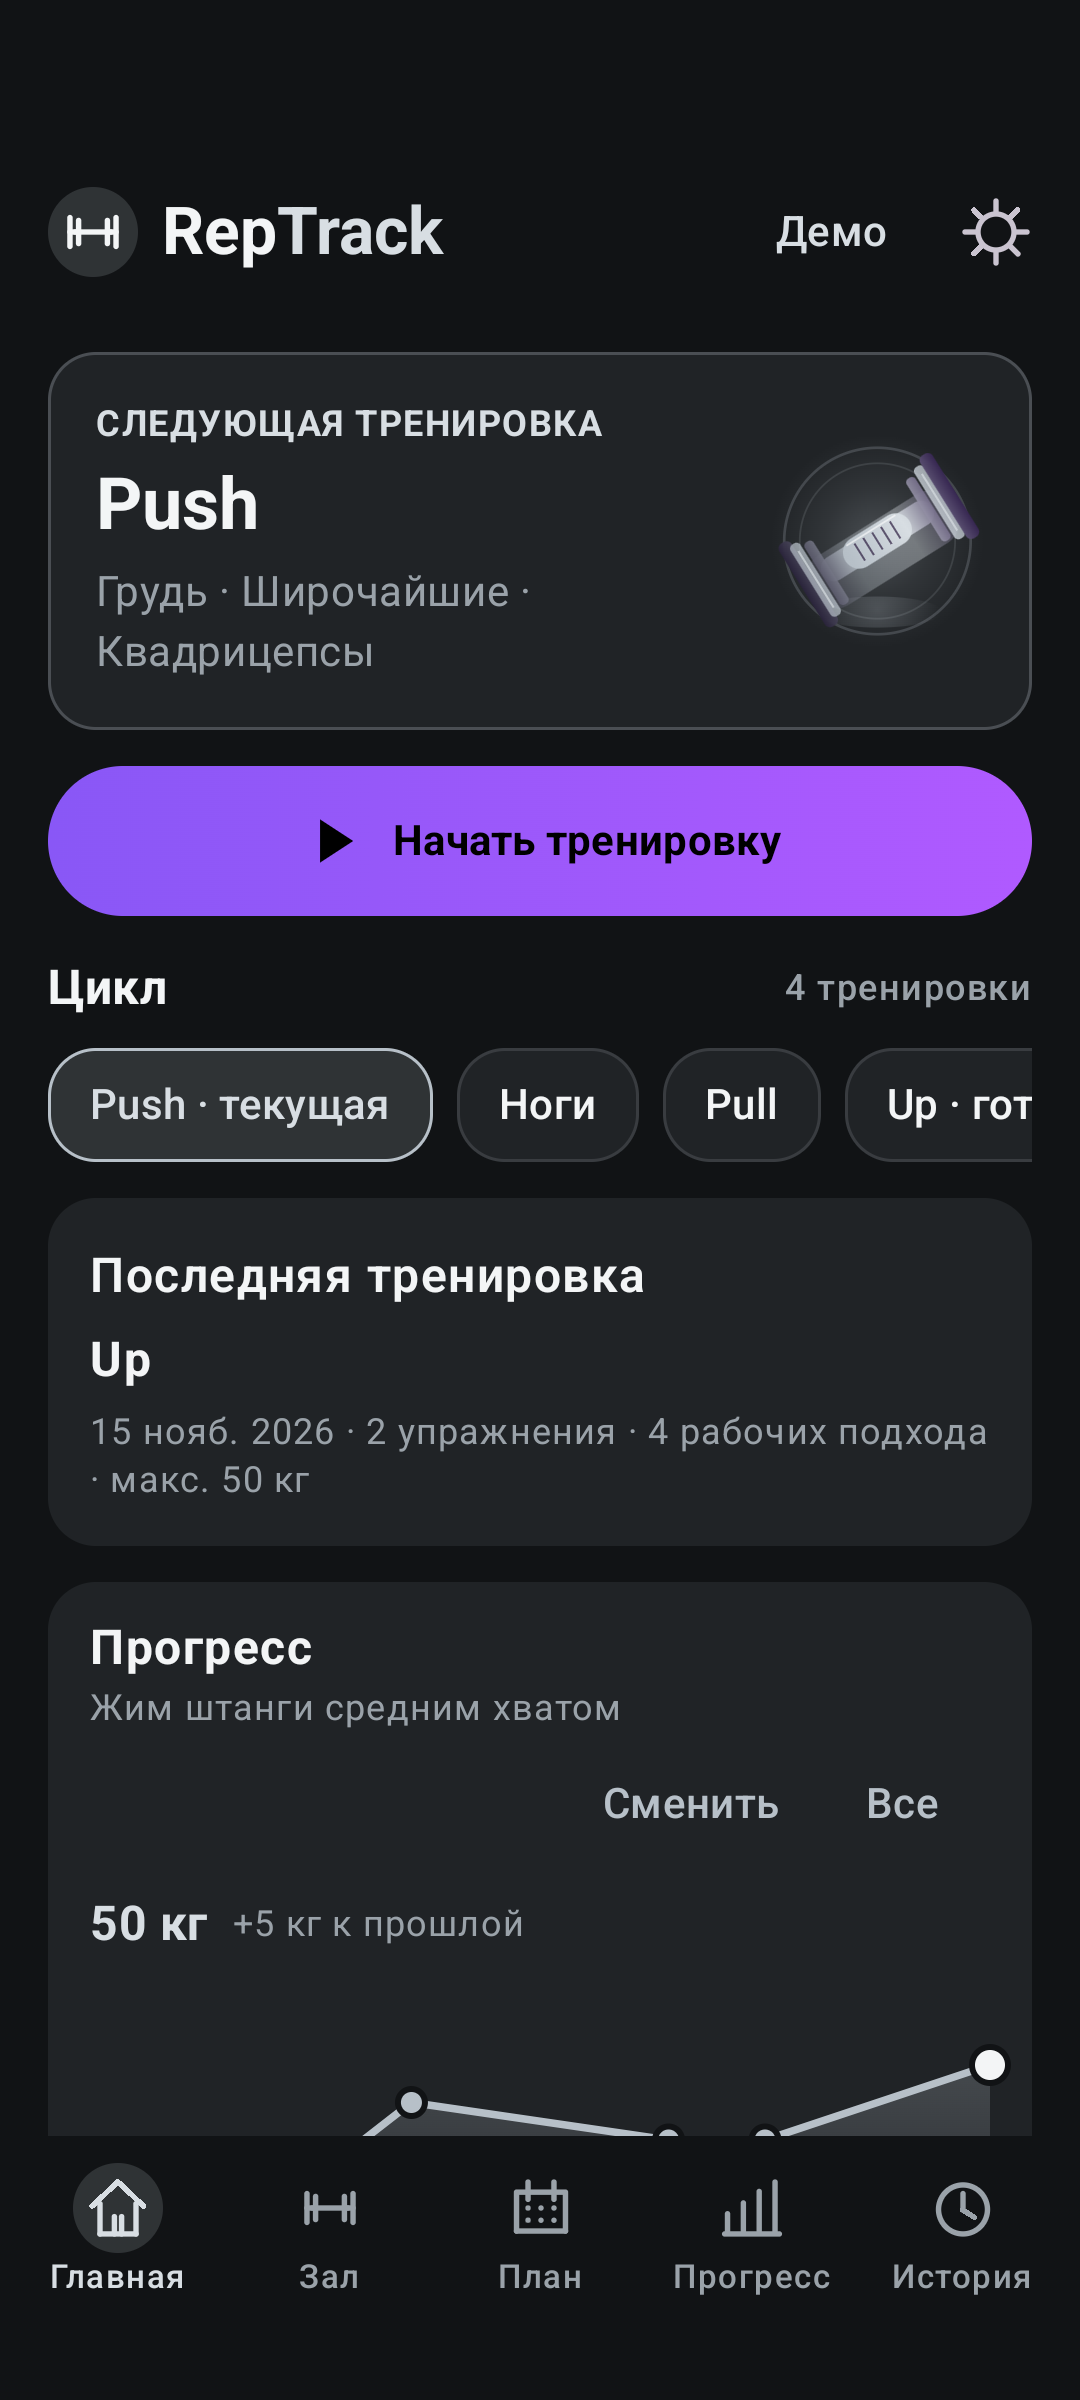 RepTrack
Демо
СЛЕДУЮЩАЯ ТРЕНИРОВКА
Push
Грудь · Широчайшие ·
Квадрицепсы
Начать тренировку
Цикл
4 тренировки
Push · текущая
Ноги
Pull
Up · гот
Последняя тренировка
Up
15 нояб. 2026 · 2 упражнения · 4 рабочих подхода
· макс. 50 кг
Прогресс
Жим штанги средним хватом
Сменить
Все
50 кг +5 кг к прошлой
Главная
Зал
План
Прогресс
История